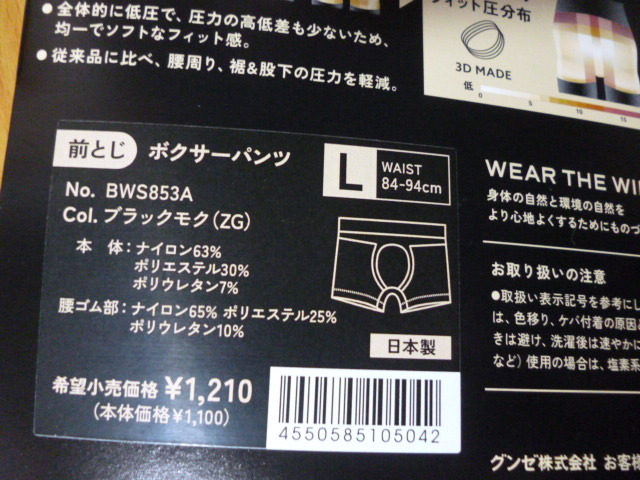 ●全体的に低圧で、圧力の高低差も少ないため、
均一でソフトなフィット感。
●従来品に比べ、腰周り、裾&股下の圧力を軽減。
フィット圧分布
3D MADE
低
0 5 10 15
前とじ ボクサーパンツ
L WAIST
84-94cm
No. BWS853A
Col. ブラックモク(ZG)
本 体:ナイロン63%
ポリエステル30%
ポリウレタン7%
腰ゴム部:ナイロン65% ポリエステル25%
ポリウレタン10%
日本製
希望小売価格 ¥1,210
(本体価格¥1,100)
4550585105042
WEAR THE WI
身体の自然と環境の自然を
より心地よくするためにものづ
お取り扱いの注意
●取扱い表示記号を参考にし
は、色移り、ケバ付着の原因
きは避け、洗濯後は速やかに
など)使用の場合は、塩素系
グンゼ株式会社 お客様